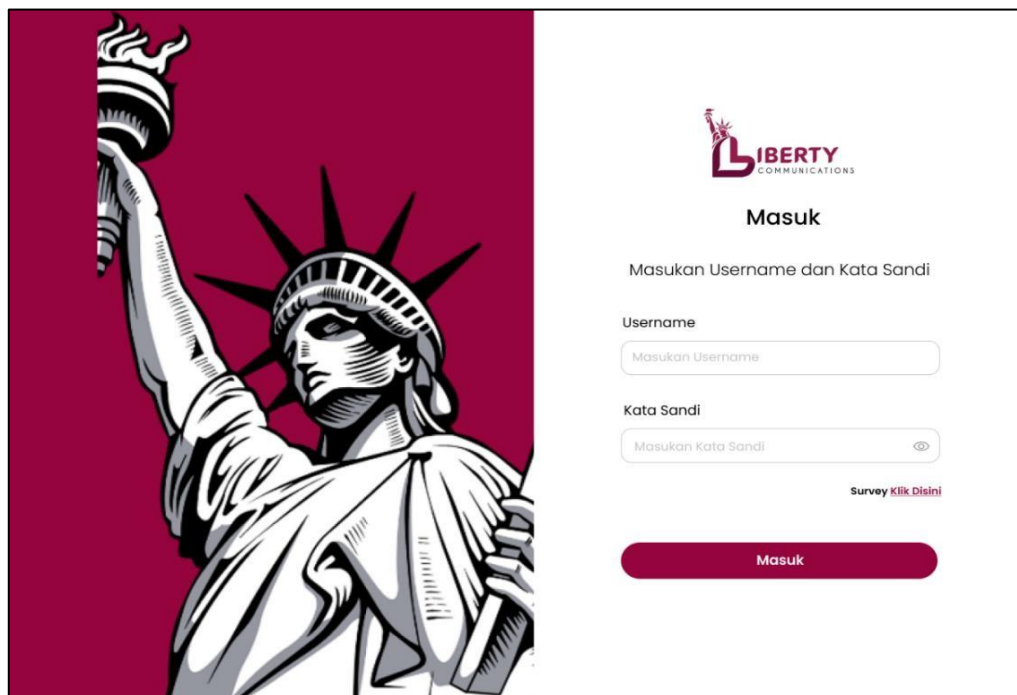 LIBERTY
COMMUNICATIONS
Masuk
Masukan Username dan Kata Sandi
Username
Masukan Username
Kata Sandi
Masukan Kata Sandi
Survey Klik Disini
Masuk